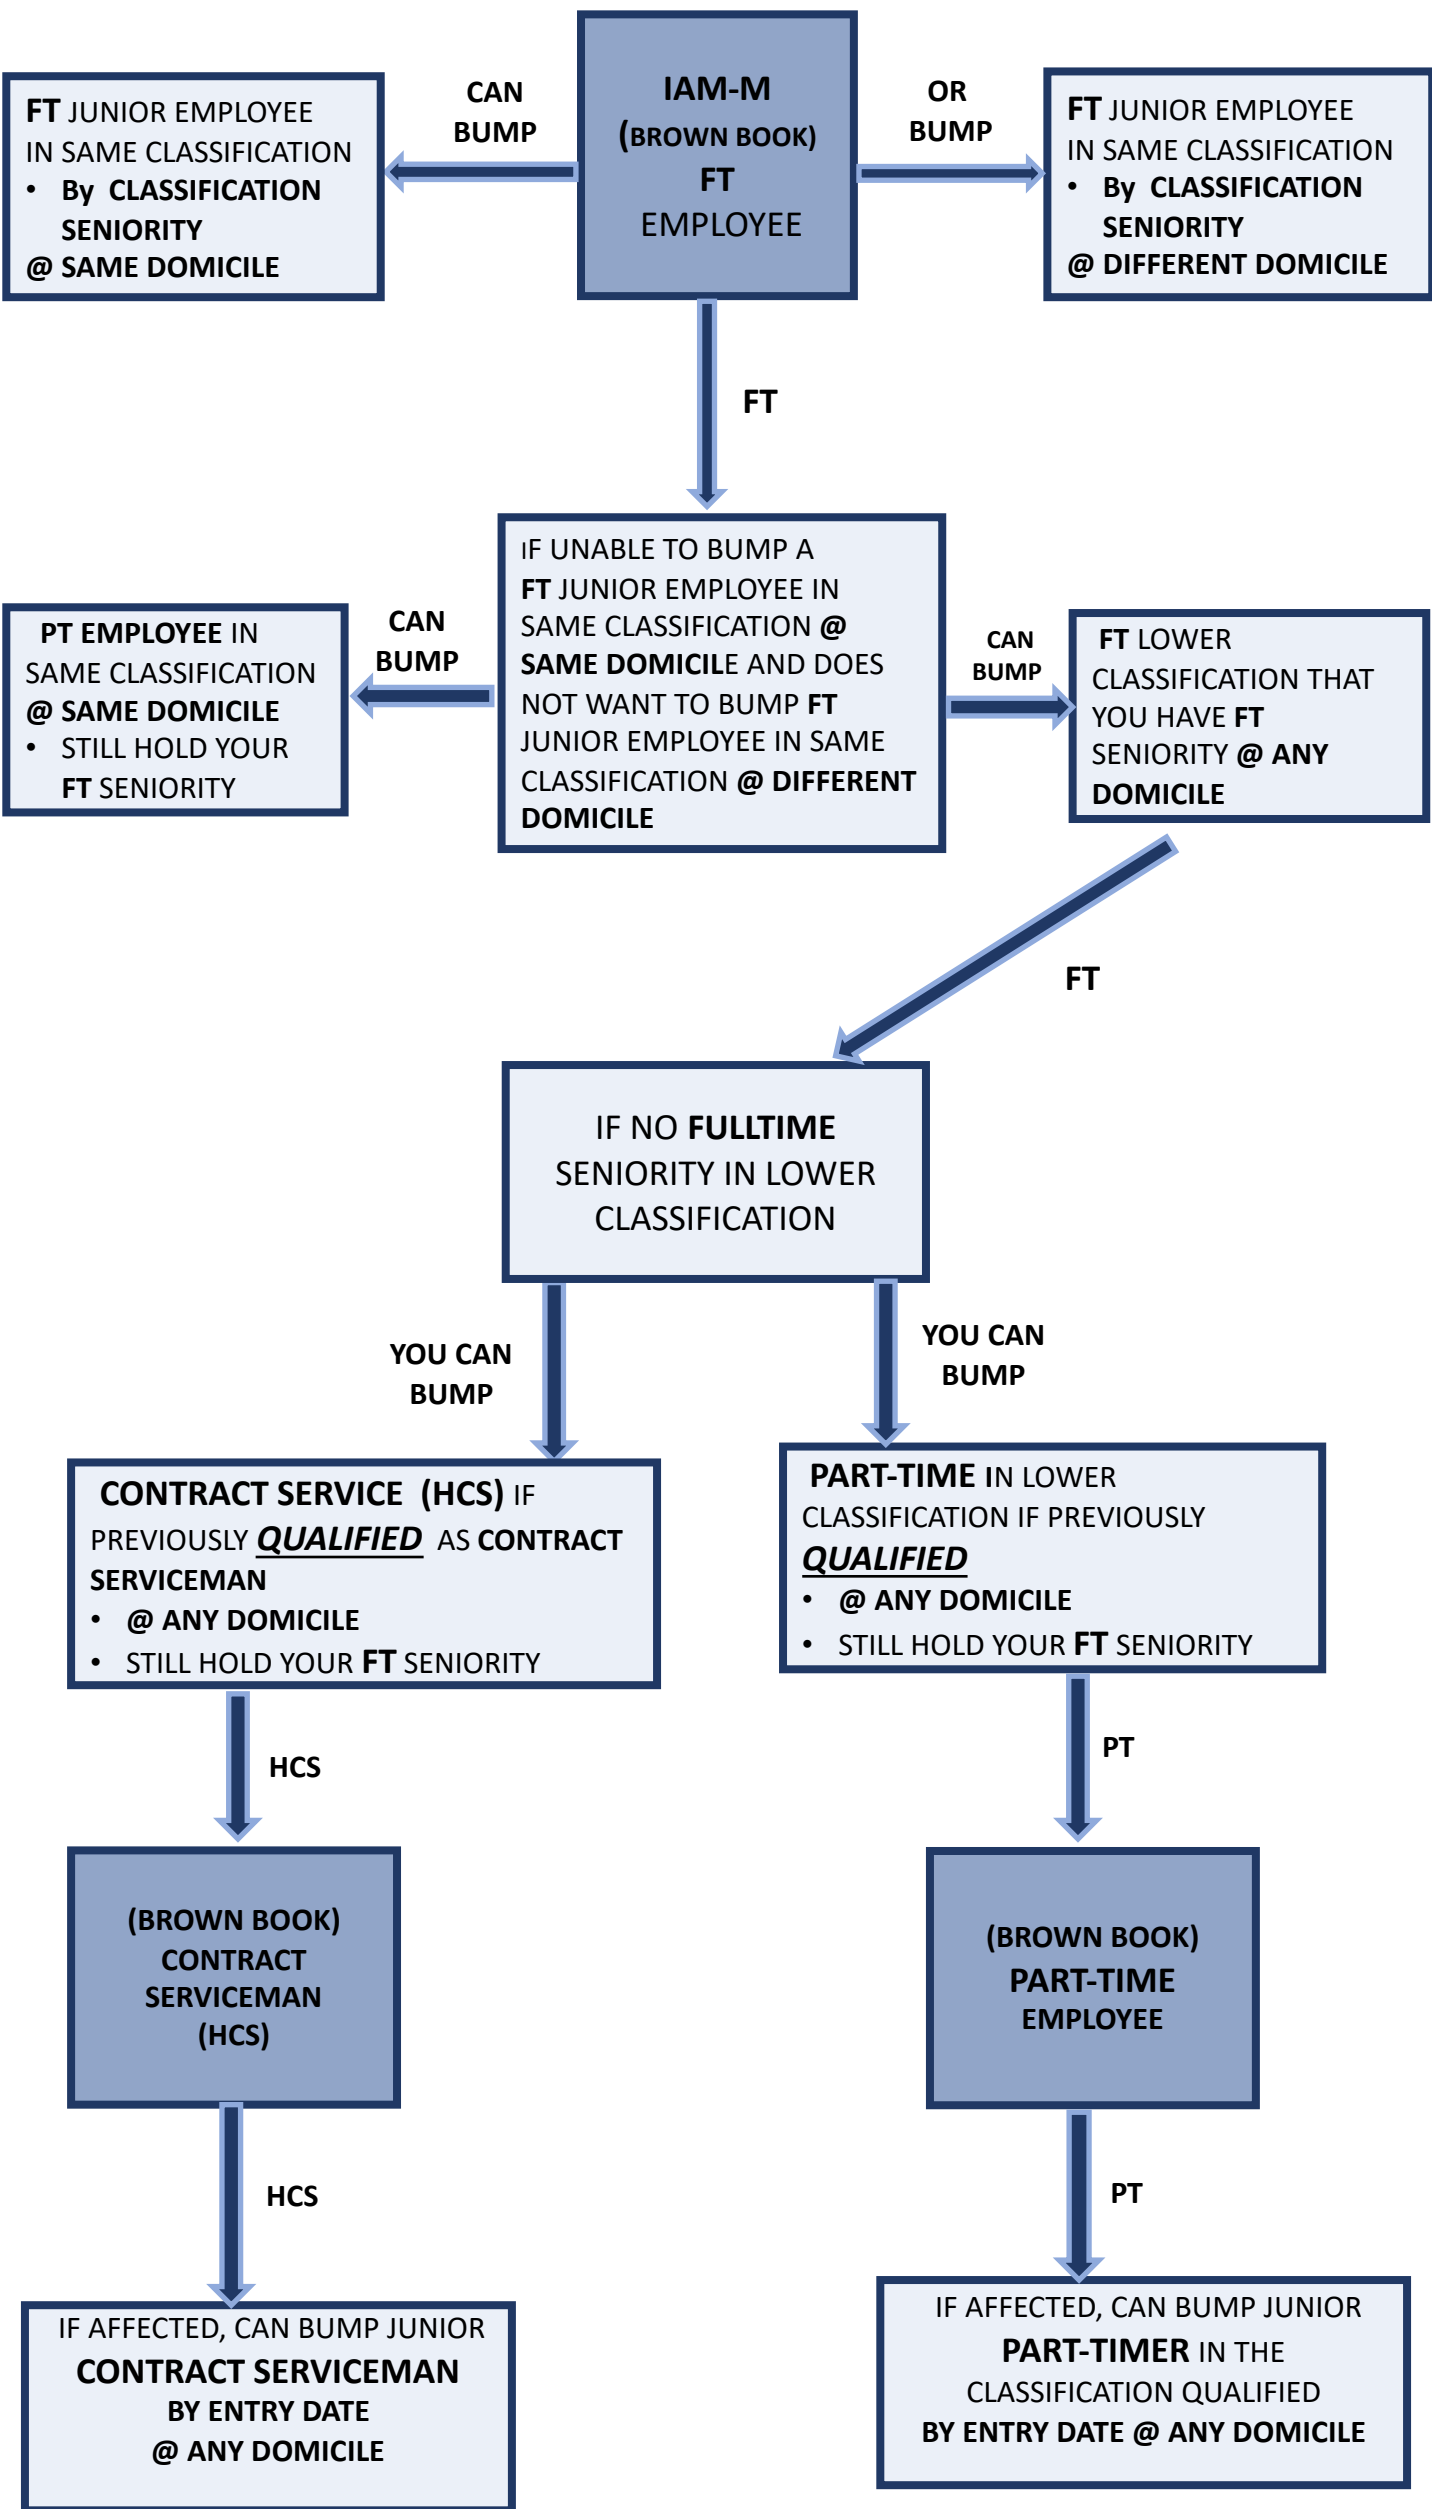 IAM-M
(BROWN BOOK)
FT
EMPLOYEE
CAN
BUMP
FT JUNIOR EMPLOYEE
IN SAME CLASSIFICATION
• By CLASSIFICATION
SENIORITY
@ SAME DOMICILE
OR
BUMP
FT JUNIOR EMPLOYEE
IN SAME CLASSIFICATION
• By CLASSIFICATION
SENIORITY
@ DIFFERENT DOMICILE
FT
IF UNABLE TO BUMP A
FT JUNIOR EMPLOYEE IN
SAME CLASSIFICATION @
SAME DOMICILE AND DOES
NOT WANT TO BUMP FT
JUNIOR EMPLOYEE IN SAME
CLASSIFICATION @ DIFFERENT
DOMICILE
CAN
BUMP
PT EMPLOYEE IN
SAME CLASSIFICATION
@ SAME DOMICILE
• STILL HOLD YOUR
FT SENIORITY
CAN
BUMP
FT LOWER
CLASSIFICATION THAT
YOU HAVE FT
SENIORITY @ ANY
DOMICILE
FT
IF NO FULLTIME
SENIORITY IN LOWER
CLASSIFICATION
YOU CAN
BUMP
YOU CAN
BUMP
CONTRACT SERVICE (HCS) IF
PREVIOUSLY QUALIFIED AS CONTRACT
SERVICEMAN
• @ ANY DOMICILE
• STILL HOLD YOUR FT SENIORITY
PART-TIME IN LOWER
CLASSIFICATION IF PREVIOUSLY
QUALIFIED
• @ ANY DOMICILE
• STILL HOLD YOUR FT SENIORITY
HCS
PT
(BROWN BOOK)
CONTRACT
SERVICEMAN
(HCS)
(BROWN BOOK)
PART-TIME
EMPLOYEE
HCS
PT
IF AFFECTED, CAN BUMP JUNIOR
CONTRACT SERVICEMAN
BY ENTRY DATE
@ ANY DOMICILE
IF AFFECTED, CAN BUMP JUNIOR
PART-TIMER IN THE
CLASSIFICATION QUALIFIED
BY ENTRY DATE @ ANY DOMICILE